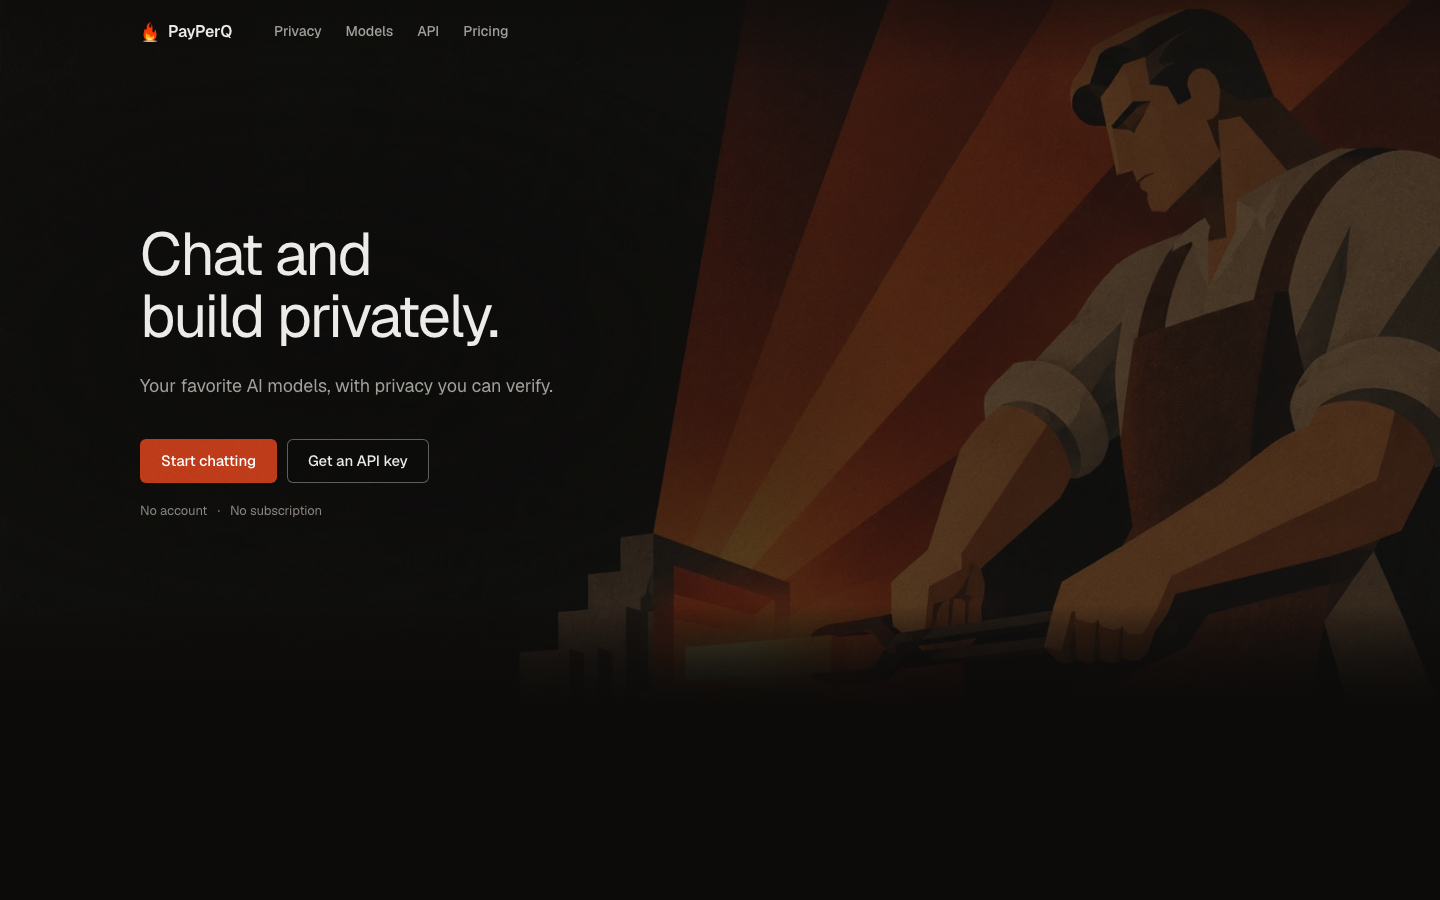 PayPerQ Privacy Models API Pricing
Chat and
build privately.
Your favorite AI models, with privacy you can verify.
Start chatting Get an API key
No account · No subscription